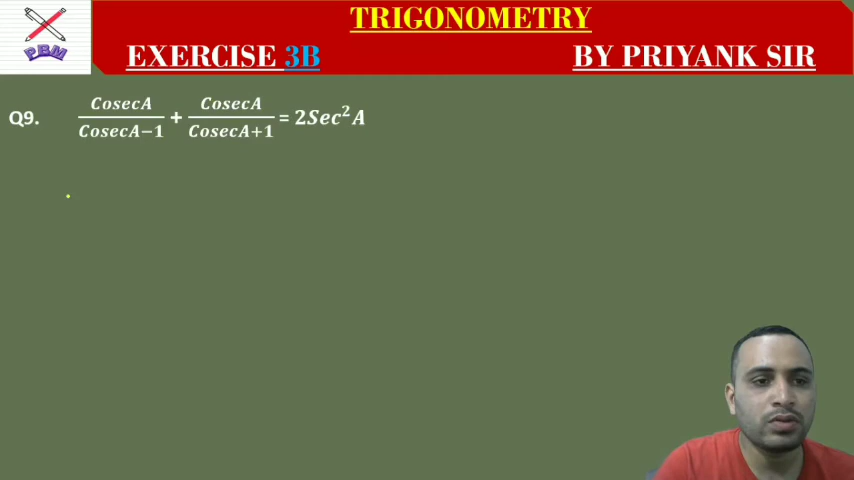 TRIGONOMETRY
PBM
EXERCISE 3B BY PRIYANK SIR
Q9. CosecA/CosecA−1 + CosecA/CosecA+1 = 2Sec²A